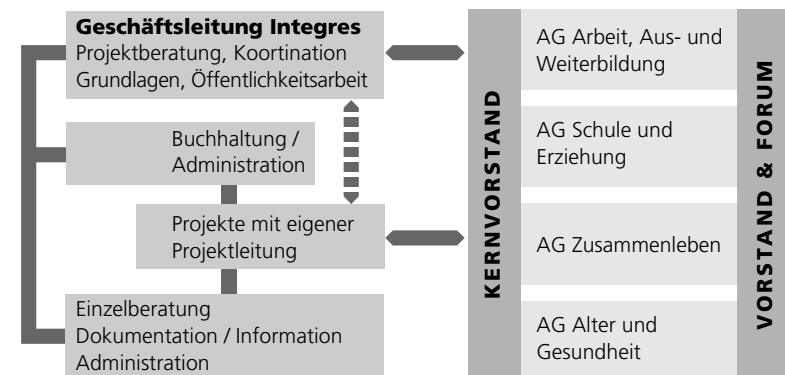 Geschäftsleitung Integres
Projektberatung, Koortination
Grundlagen, Öffentlichkeitsarbeit
Buchhaltung /
Administration
Projekte mit eigener
Projektleitung
Einzelberatung
Dokumentation / Information
Administration
KERNVORSTAND
AG Arbeit, Aus- und
Weiterbildung
AG Schule und
Erziehung
AG Zusammenleben
AG Alter und
Gesundheit
VORSTAND & FORUM